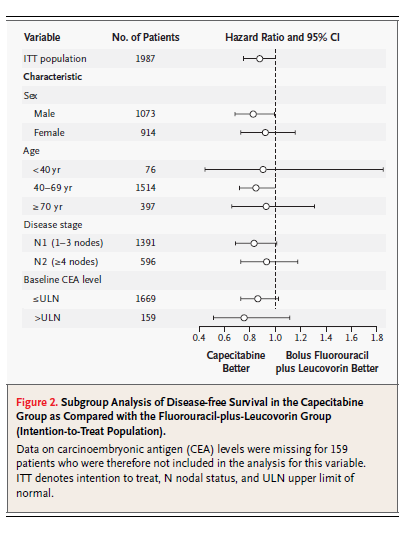 Variable No. of Patients Hazard Ratio and 95% CI
ITT population 1987
Characteristic
Sex
Male 1073
Female 914
Age
<40 yr 76
40–69 yr 1514
≥70 yr 397
Disease stage
N1 (1–3 nodes) 1391
N2 (≥4 nodes) 596
Baseline CEA level
≤ULN 1669
>ULN 159
0.4 0.6 0.8 1.0 1.2 1.4 1.6 1.8
Capecitabine Bolus Fluorouracil
Better plus Leucovorin Better
Figure 2. Subgroup Analysis of Disease-free Survival in the Capecitabine
Group as Compared with the Fluorouracil-plus-Leucovorin Group
(Intention-to-Treat Population).
Data on carcinoembryonic antigen (CEA) levels were missing for 159
patients who were therefore not included in the analysis for this variable.
ITT denotes intention to treat, N nodal status, and ULN upper limit of
normal.